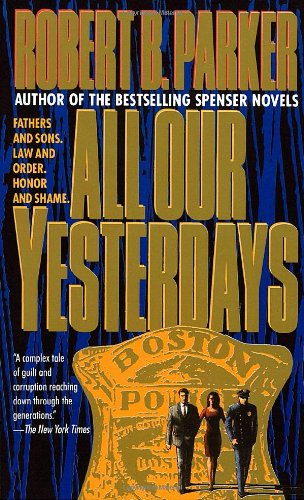 ROBERT B. PARKER
AUTHOR OF THE BESTSELLING SPENSER NOVELS
FATHERS
AND SONS.
LAW AND
ORDER.
HONOR
AND SHAME.
ALL OUR
YESTERDAYS
"A complex tale
of guilt and
corruption reaching
down through the
generations."
—The New York Times
BOSTON
PO